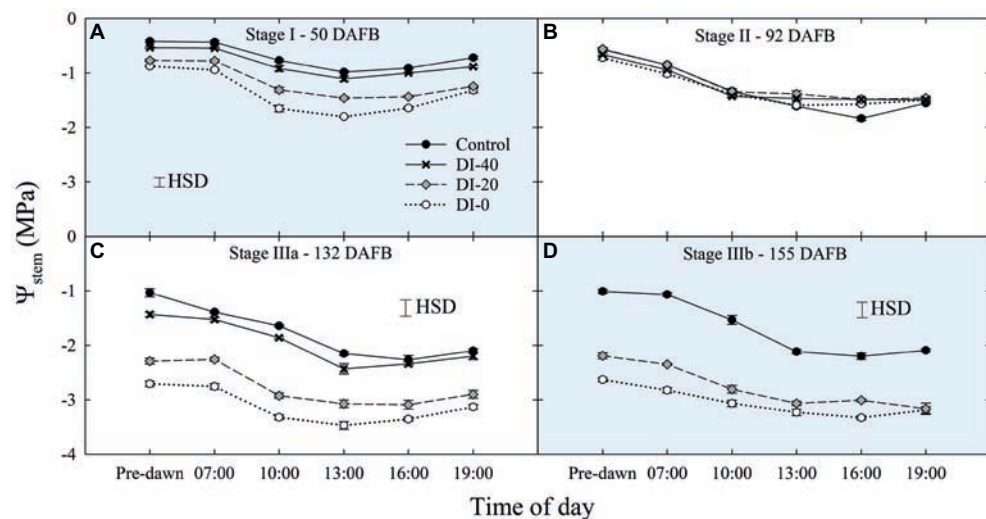 A
Stage I - 50 DAFB
B
Stage II - 92 DAFB
0
-1
-2
-3
0
Control
DI-40
DI-20
DI-0
HSD
C
Stage IIIa - 132 DAFB
D
Stage IIIb - 155 DAFB
HSD
HSD
-1
-2
-3
-4
Ψstem (MPa)
Pre-dawn 07:00 10:00 13:00 16:00 19:00
Pre-dawn 07:00 10:00 13:00 16:00 19:00
Time of day